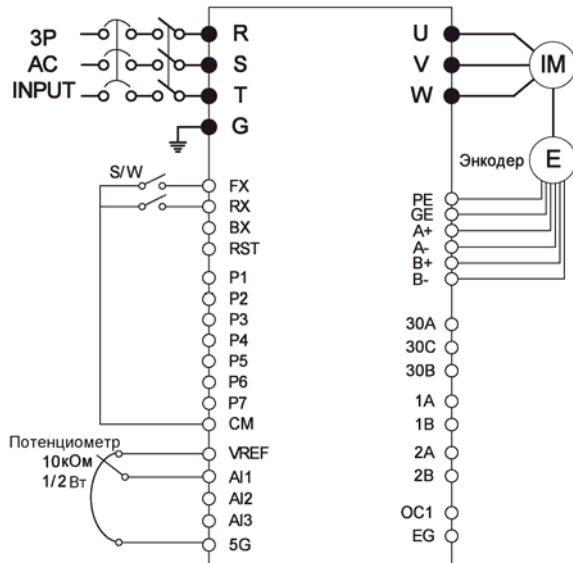 3P
AC
INPUT
R
S
T
G
S/W
FX
RX
BX
RST
P1
P2
P3
P4
P5
P6
P7
CM
Потенциометр
10кОм
1/2 Вт
VREF
AI1
AI2
AI3
5G
U
V
W
IM
Энкодер
E
PE
GE
A+
A-
B+
B-
30A
30C
30B
1A
1B
2A
2B
OC1
EG